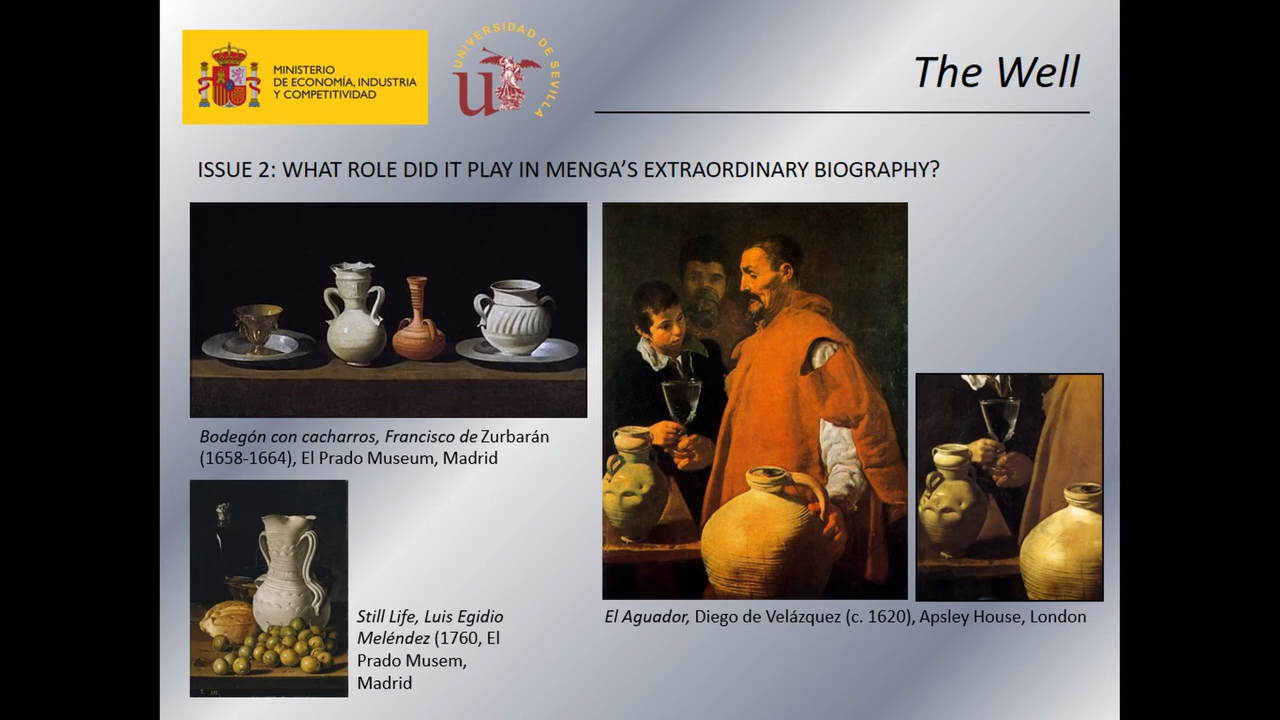 MINISTERIO
DE ECONOMÍA, INDUSTRIA
Y COMPETITIVIDAD
UNIVERSIDAD DE SEVILLA
u
The Well
ISSUE 2: WHAT ROLE DID IT PLAY IN MENGA’S EXTRAORDINARY BIOGRAPHY?
Bodegón con cacharros, Francisco de Zurbarán
(1658-1664), El Prado Museum, Madrid
Still Life, Luis Egidio
Meléndez (1760, El
Prado Musem,
Madrid
El Aguador, Diego de Velázquez (c. 1620), Apsley House, London